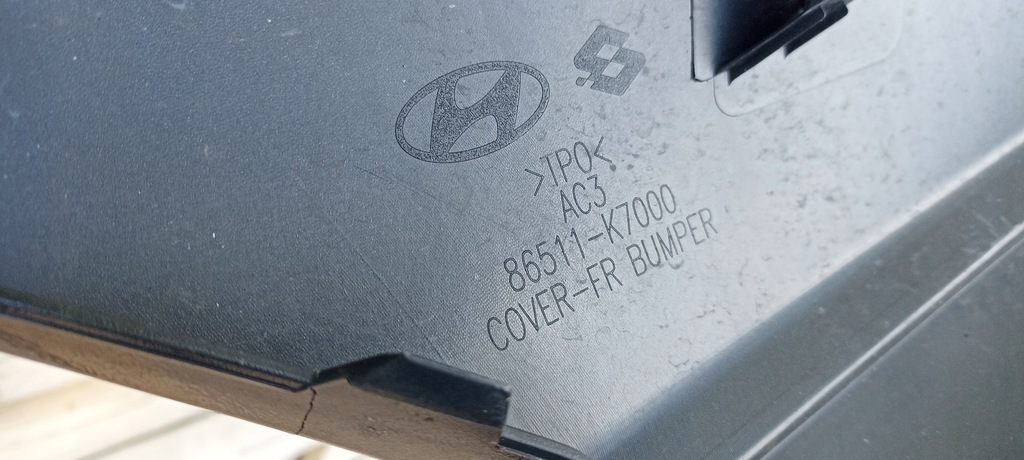 >TPO<
AC3
86511-K7000
COVER-FR BUMPER